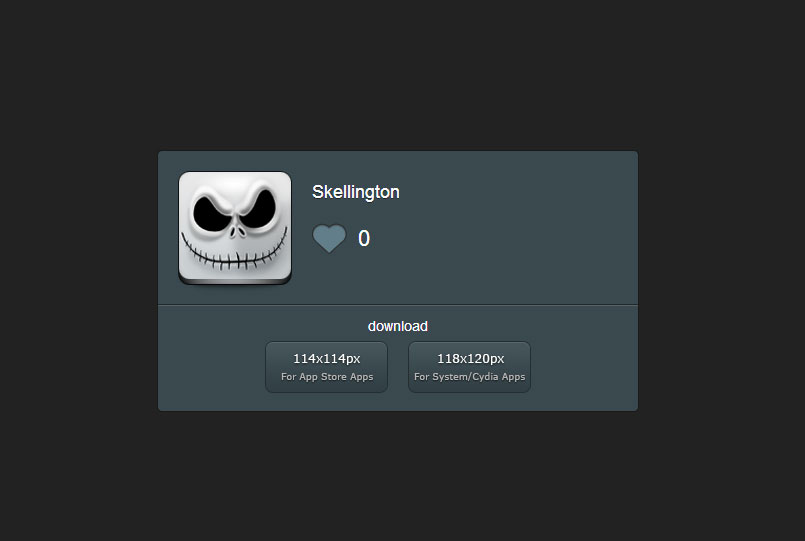 Skellington
0
download
114x114px
For App Store Apps
118x120px
For System/Cydia Apps